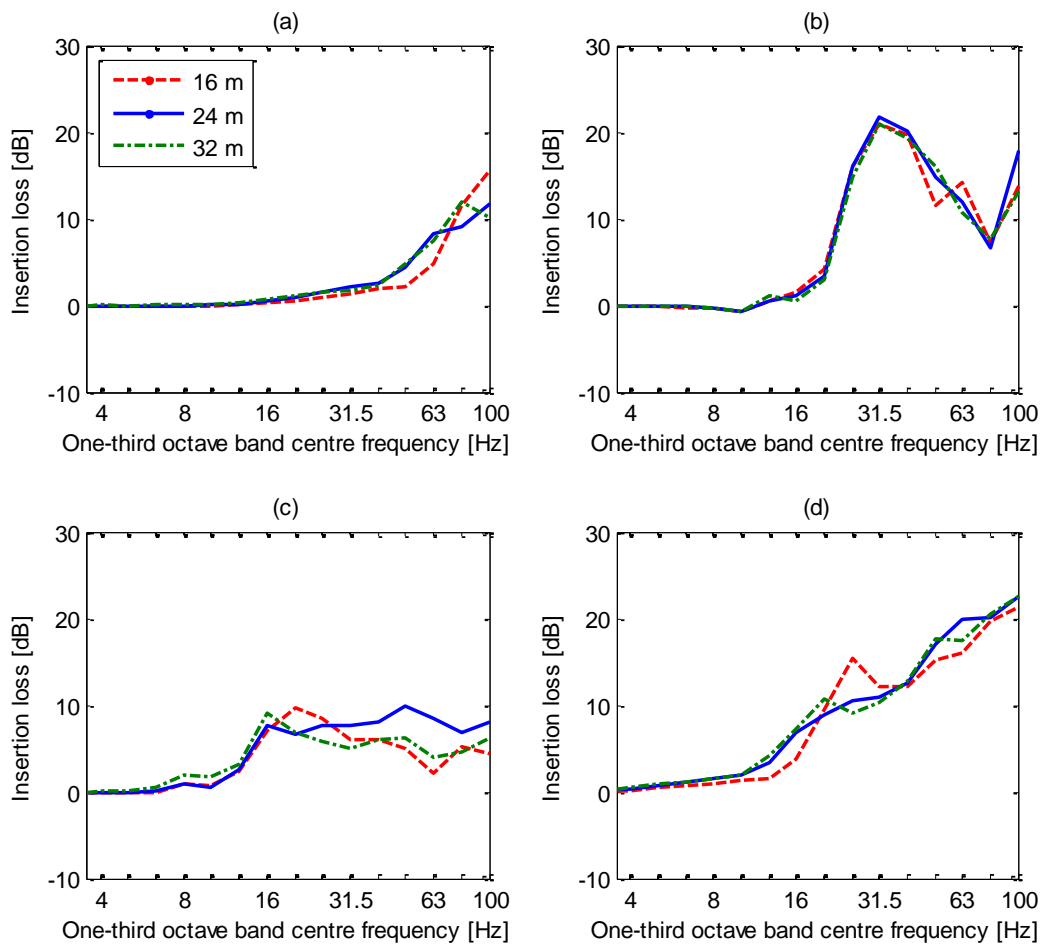 (a)
30
20
10
0
-10
Insertion loss [dB]
16 m
24 m
32 m
4 8 16 31.5 63 100
One-third octave band centre frequency [Hz]
(b)
30
20
10
0
-10
Insertion loss [dB]
4 8 16 31.5 63 100
One-third octave band centre frequency [Hz]
(c)
30
20
10
0
-10
Insertion loss [dB]
4 8 16 31.5 63 100
One-third octave band centre frequency [Hz]
(d)
30
20
10
0
-10
Insertion loss [dB]
4 8 16 31.5 63 100
One-third octave band centre frequency [Hz]